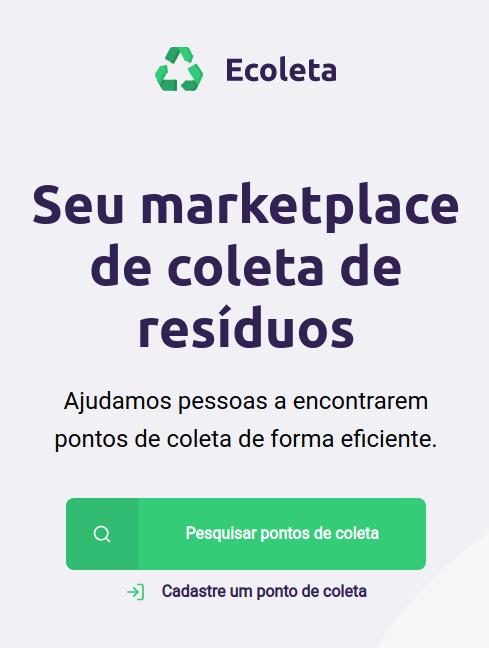 Ecoleta
Seu marketplace
de coleta de
resíduos
Ajudamos pessoas a encontrarem
pontos de coleta de forma eficiente.
Pesquisar pontos de coleta
Cadastre um ponto de coleta